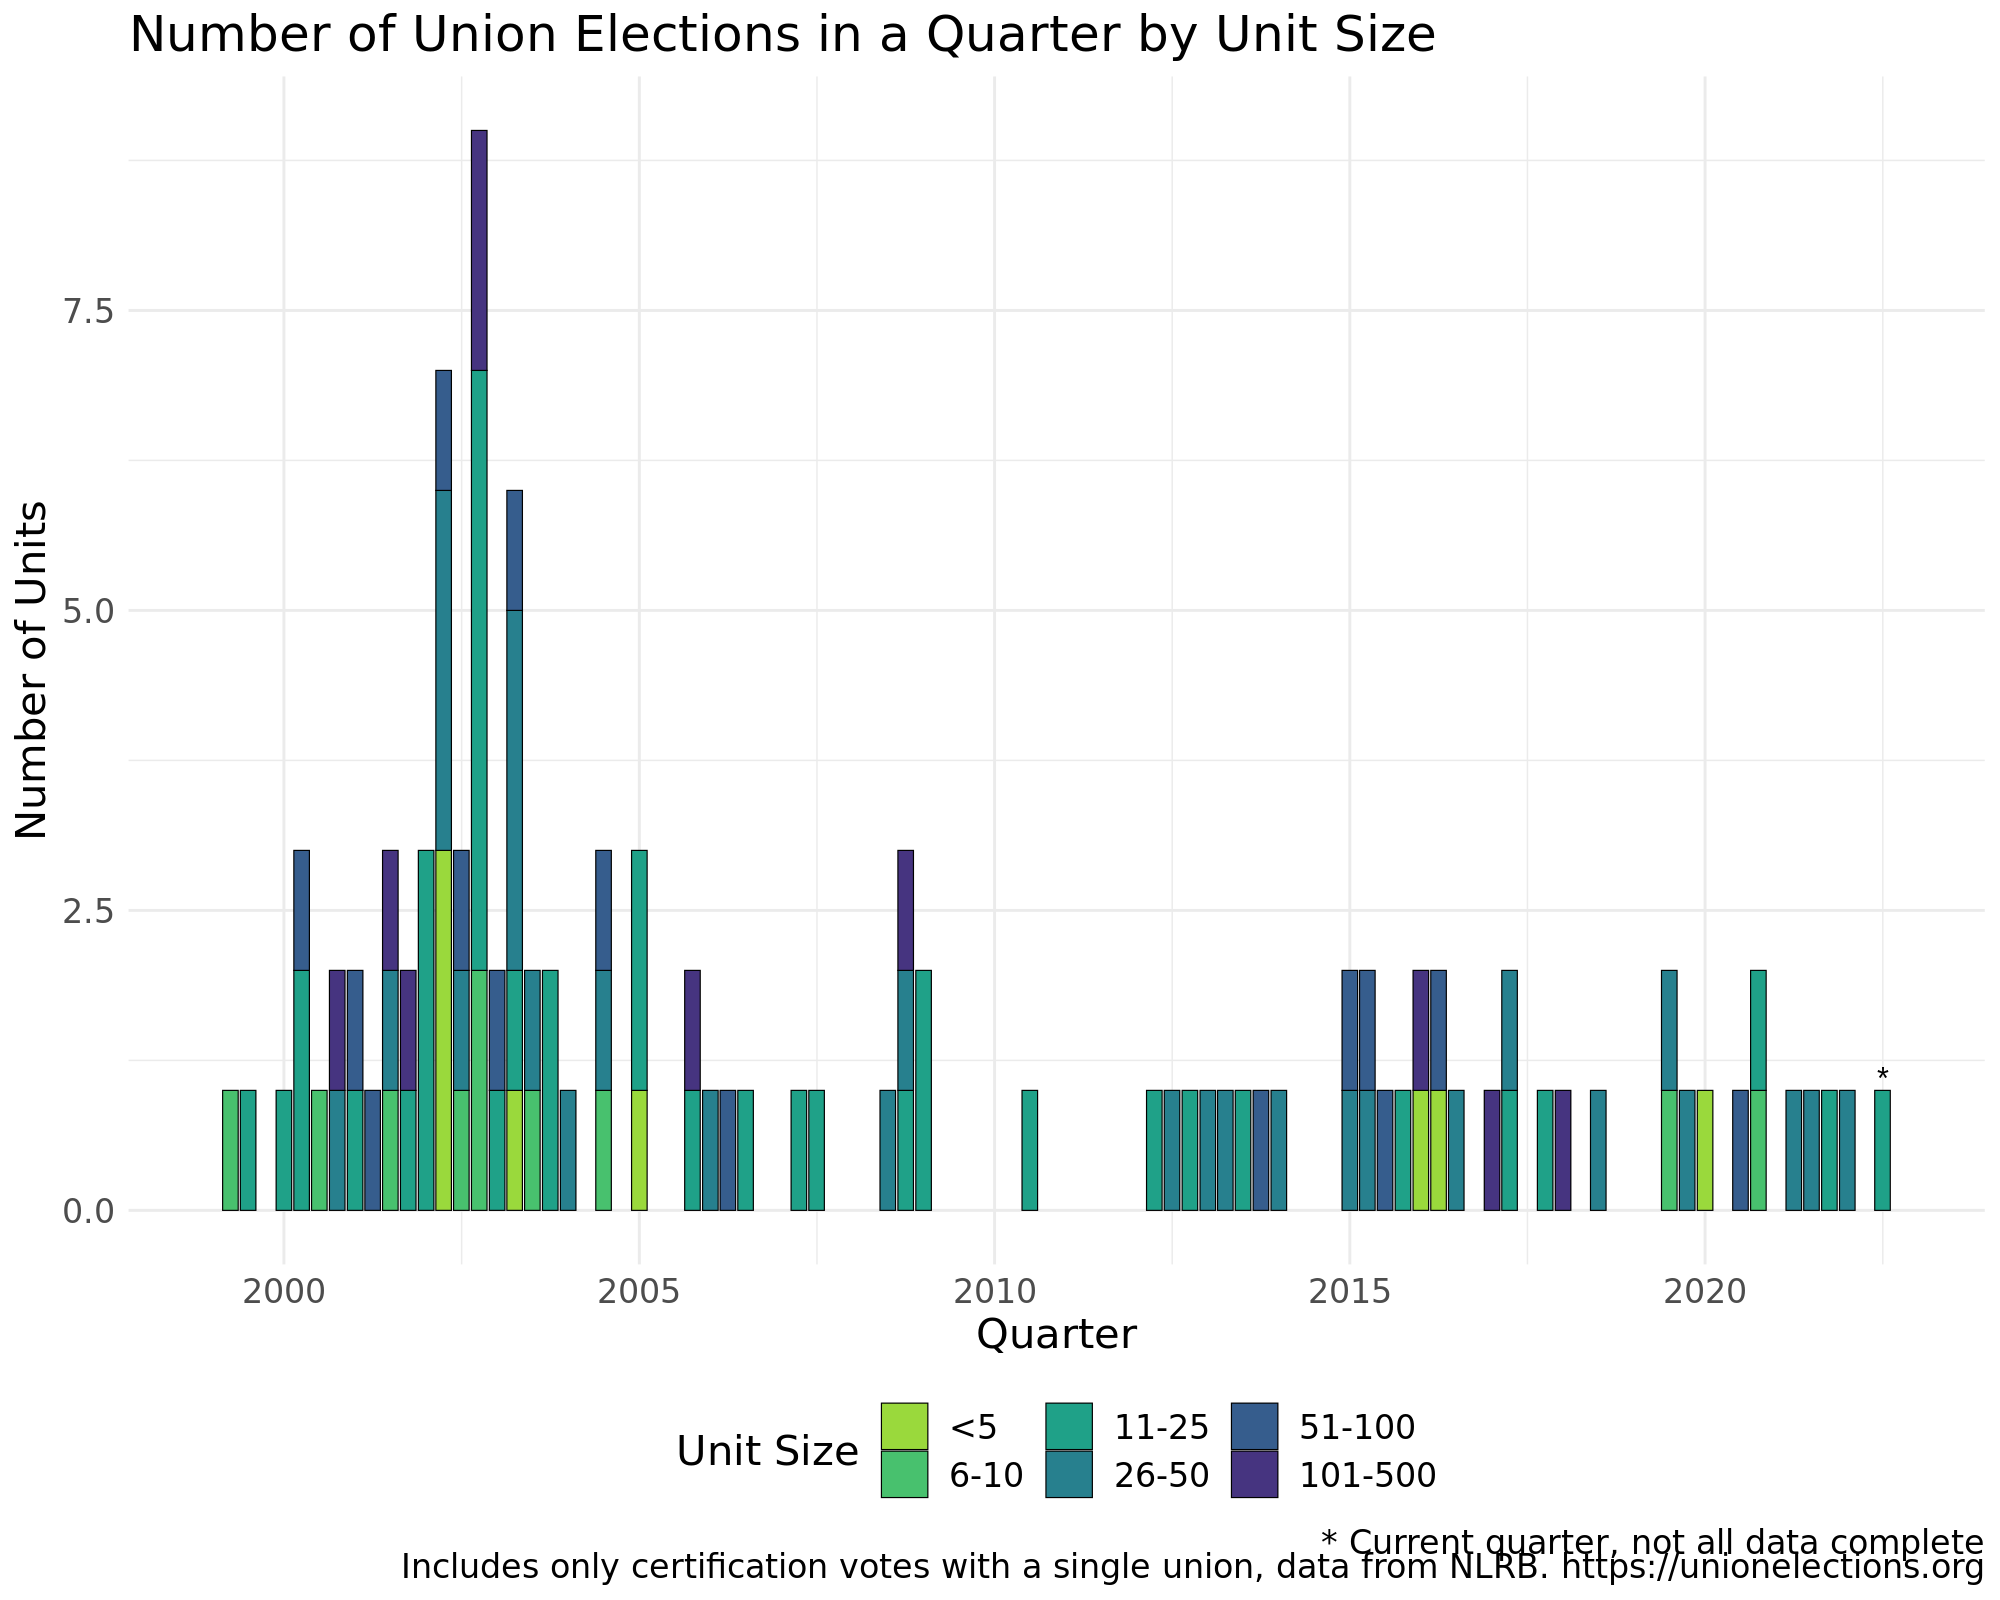 Number of Union Elections in a Quarter by Unit Size
Number of Units
7.5
5.0
2.5
0.0
*
2000 2005 2010 2015 2020
Quarter
Unit Size
<5 11-25 51-100
6-10 26-50 101-500
* Current quarter, not all data complete
Includes only certification votes with a single union, data from NLRB. https://unionelections.org